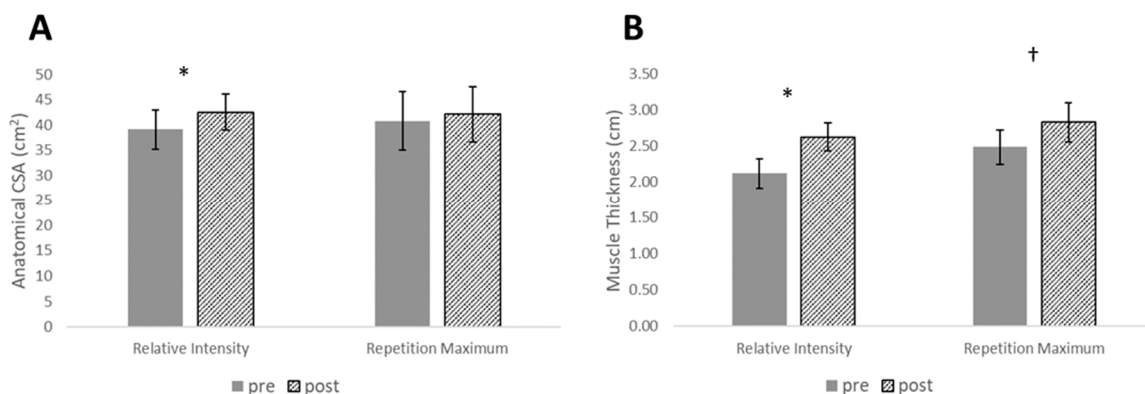 A
Anatomical CSA (cm²)
50
45
40
35
30
25
20
15
10
5
0
*
Relative Intensity
Repetition Maximum
pre
post
B
Muscle Thickness (cm)
3.50
3.00
2.50
2.00
1.50
1.00
0.50
0.00
*
†
Relative Intensity
Repetition Maximum
pre
post